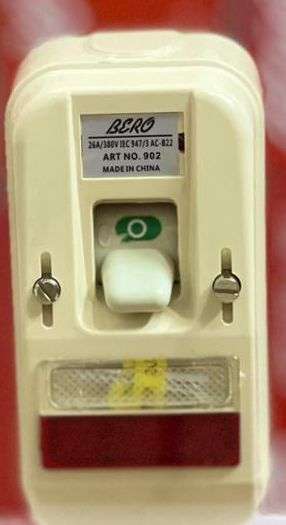 BERO
26A/380V IEC 947/3 AC-B22
ART NO. 902
MADE IN CHINA
O